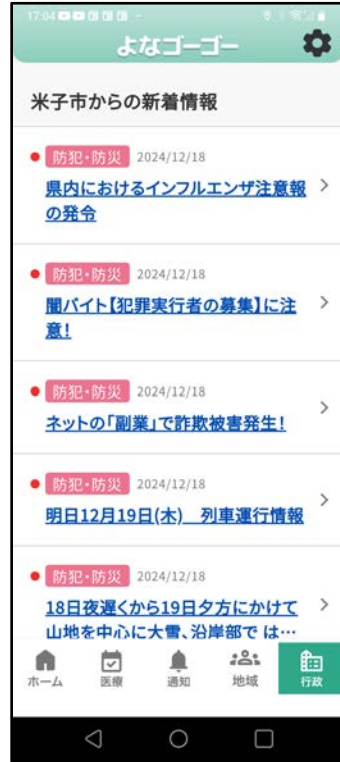 17:04
よなゴーゴー
米子市からの新着情報
防犯・防災 2024/12/18
県内におけるインフルエンザ注意報
の発令
防犯・防災 2024/12/18
闇バイト【犯罪実行者の募集】に注
意!
防犯・防災 2024/12/18
ネットの「副業」で詐欺被害発生!
防犯・防災 2024/12/18
明日12月19日(木) 列車運行情報
防犯・防災 2024/12/18
18日夜遅くから19日夕方にかけて
山地を中心に大雪、沿岸部で は…
ホーム 医療 通知 地域 行政